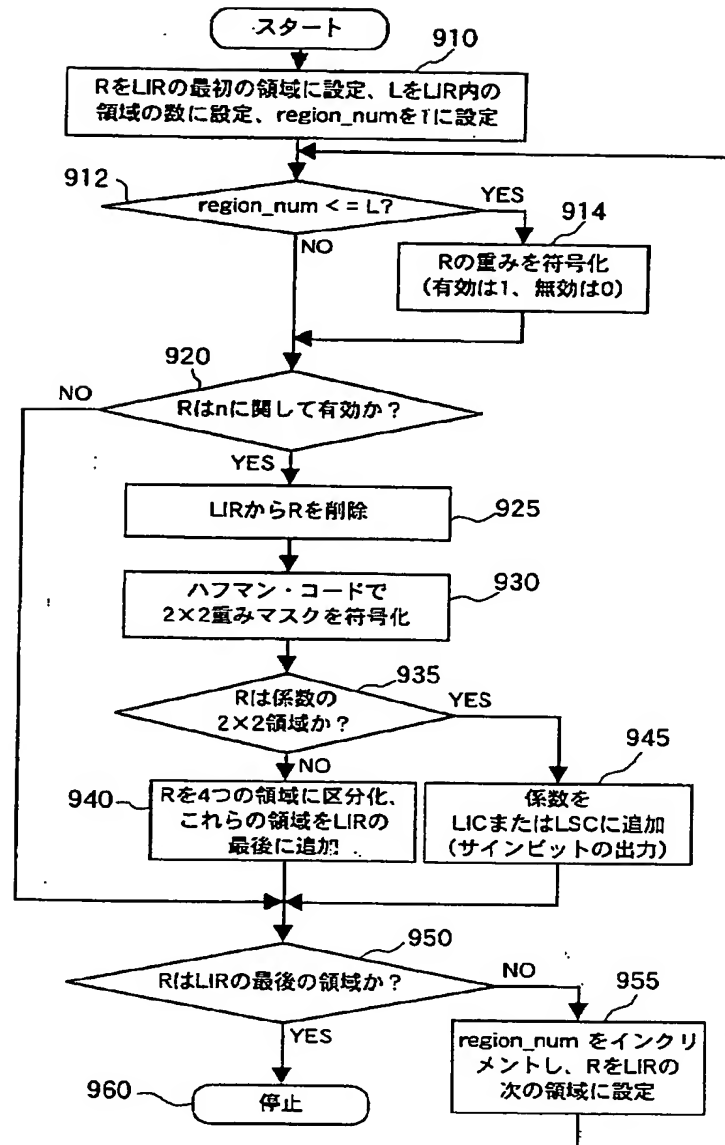 スタート
910
RをLIRの最初の領域に設定、LをLIR内の
領域の数に設定、region_numを1に設定
912
region_num < = L?
YES
NO
914
Rの重みを符号化
(有効は1、無効は0)
920
NO
Rはnに関して有効か?
YES
LIRからRを削除
925
ハフマン・コードで
2×2重みマスクを符号化
930
935
Rは係数の
2×2領域か?
YES
NO
940
Rを4つの領域に区分化、
これらの領域をLIRの
最後に追加
945
係数を
LICまたはLSCに追加
(サインビットの出力)
950
RはLIRの最後の領域か?
NO
YES
955
region_num をインクリ
メントし、RをLIRの
次の領域に設定
960
停止